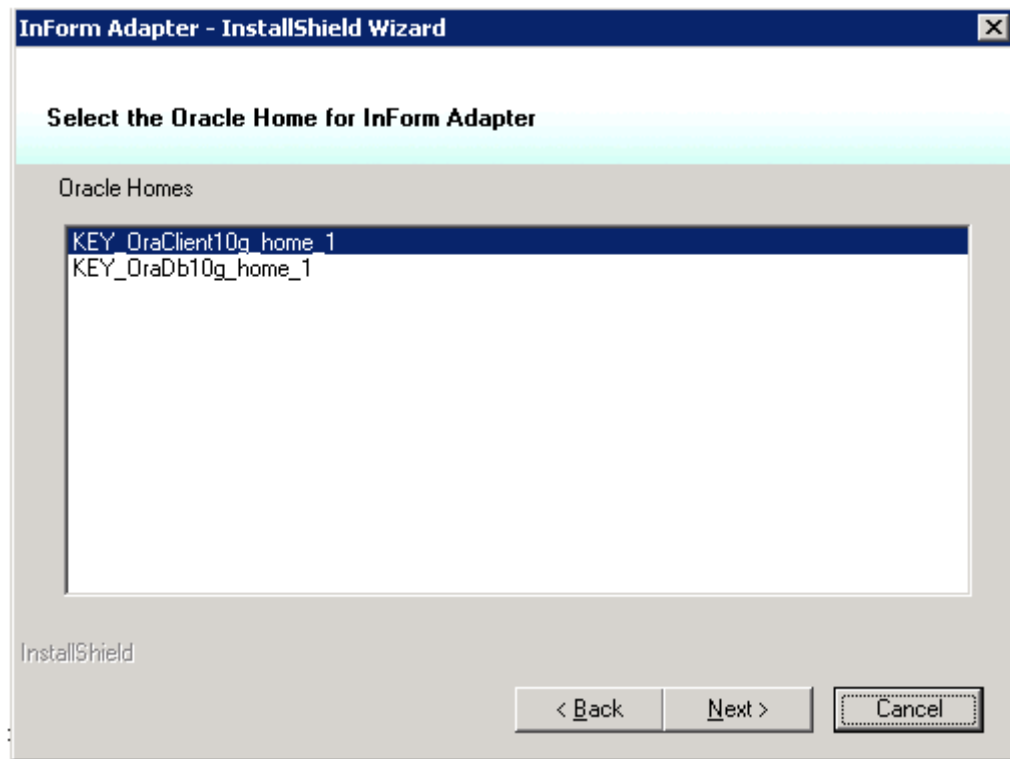 InForm Adapter - InstallShield Wizard
Select the Oracle Home for InForm Adapter
Oracle Homes
KEY_OraClient10g_home_1
KEY_OraDb10g_home_1
InstallShield
< Back Next > Cancel
: